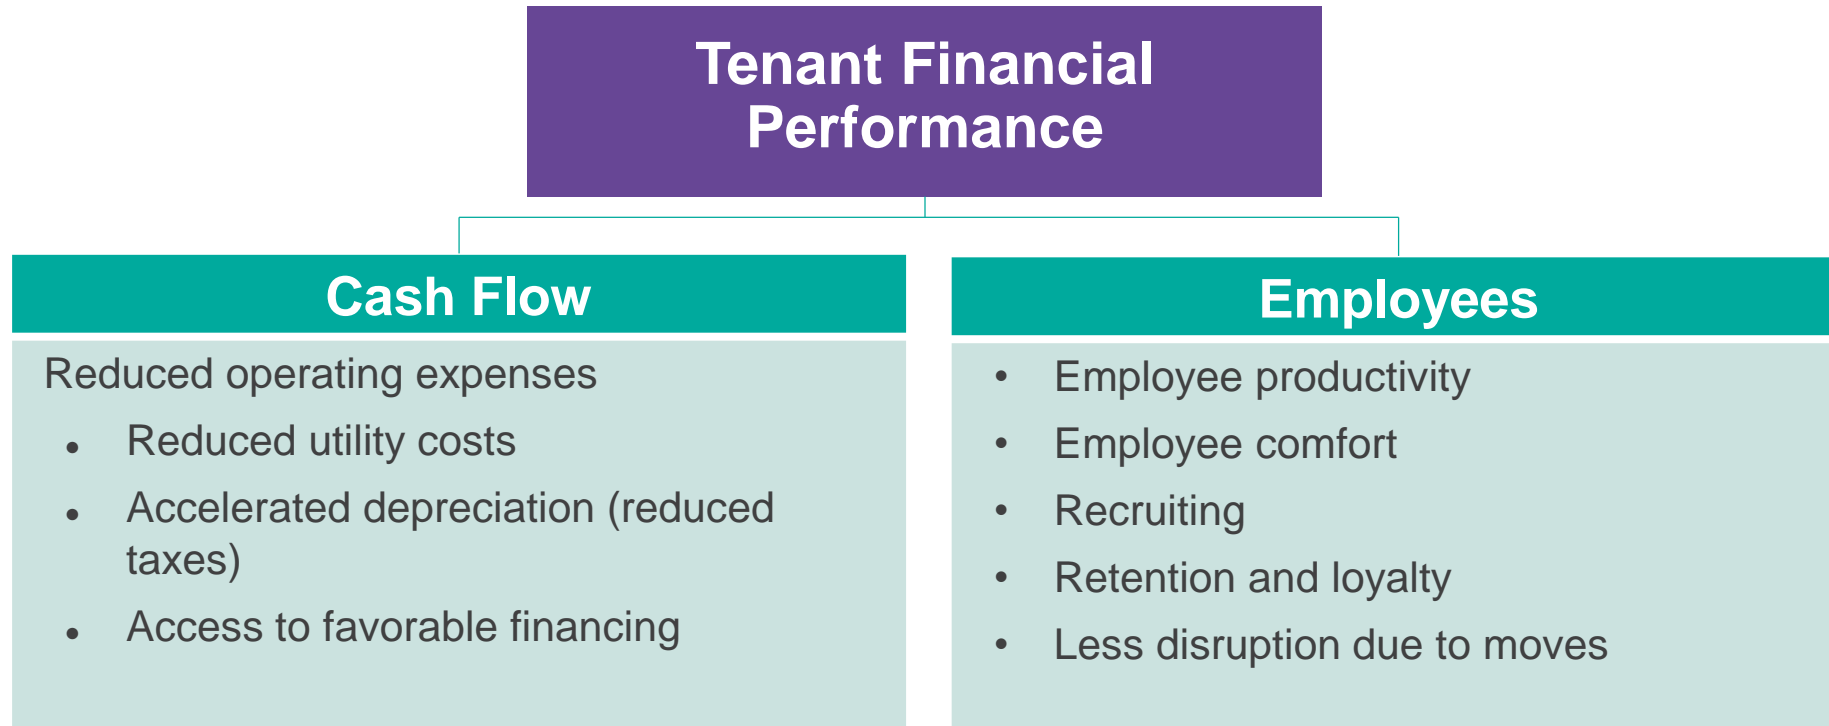 Tenant Financial
Performance
Cash Flow
Reduced operating expenses
• Reduced utility costs
• Accelerated depreciation (reduced
taxes)
• Access to favorable financing
Employees
• Employee productivity
• Employee comfort
• Recruiting
• Retention and loyalty
• Less disruption due to moves